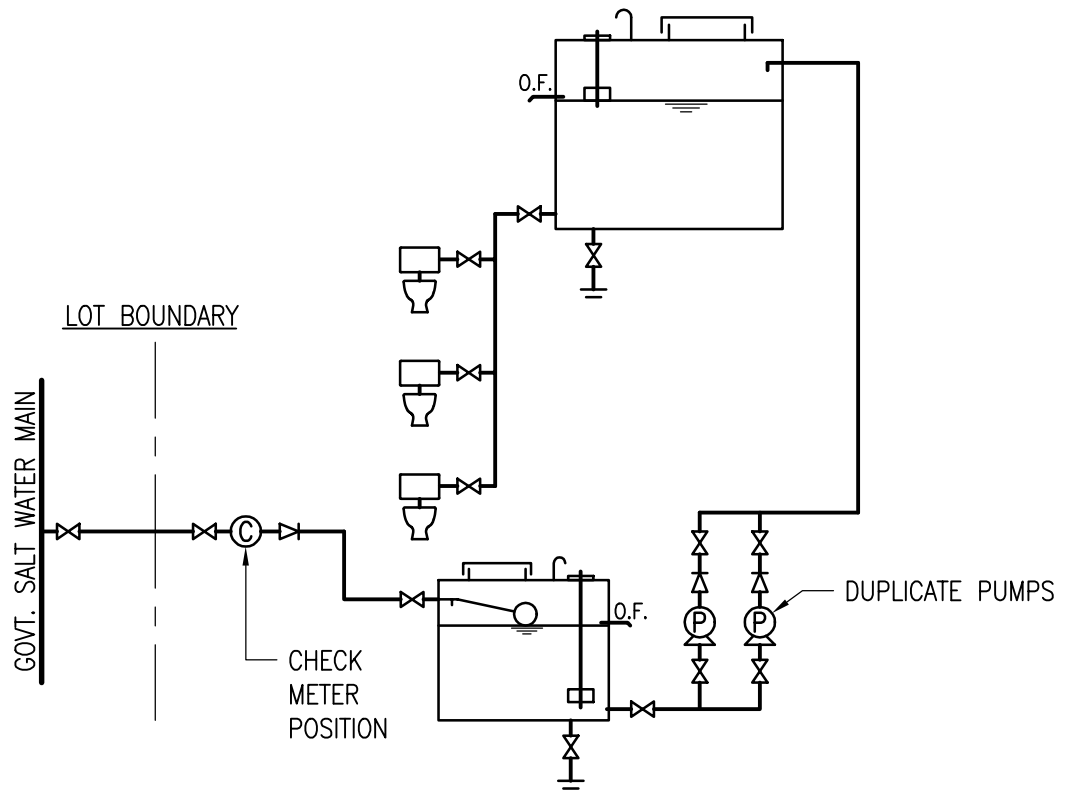 O.F.
LOT BOUNDARY
GOVT. SALT WATER MAIN
C
CHECK
METER
POSITION
O.F.
P
P
DUPLICATE PUMPS